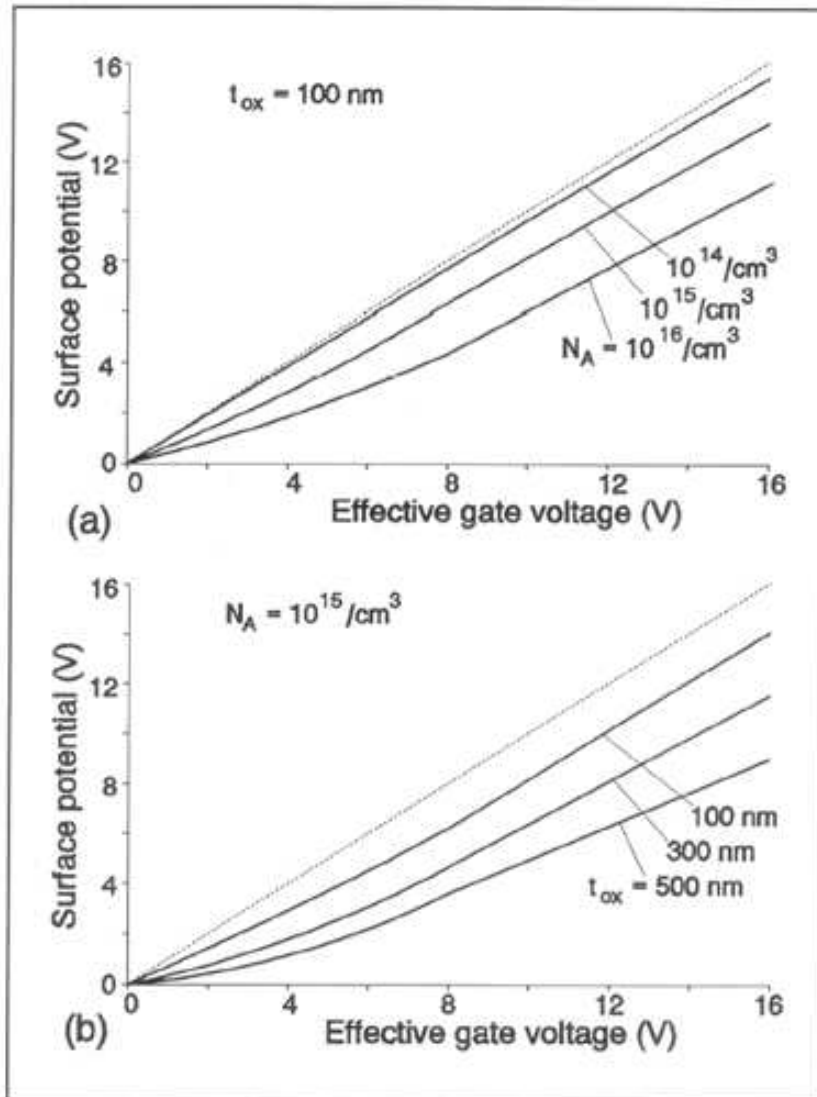 16
t_ox = 100 nm
12
Surface potential (V)
8
10^14/cm^3
10^15/cm^3
4
N_A = 10^16/cm^3
0
0 4 8 12 16
(a)
Effective gate voltage (V)
16
N_A = 10^15/cm^3
12
Surface potential (V)
8
100 nm
300 nm
4
t_ox = 500 nm
0
0 4 8 12 16
(b)
Effective gate voltage (V)